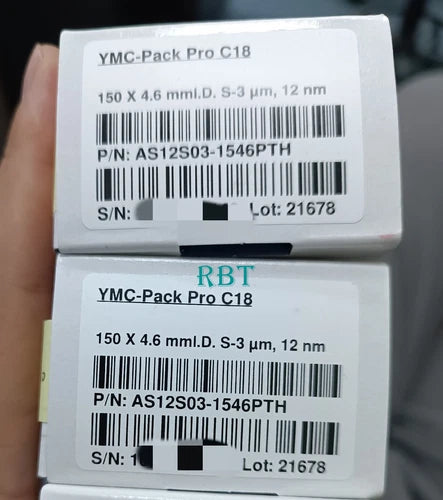 YMC-Pack Pro C18
150 X 4.6 mmI.D. S-3 µm, 12 nm
P/N: AS12S03-1546PTH
S/N: Lot: 21678
RBT
YMC-Pack Pro C18
150 X 4.6 mmI.D. S-3 µm, 12 nm
P/N: AS12S03-1546PTH
S/N: 1 Lot: 21678